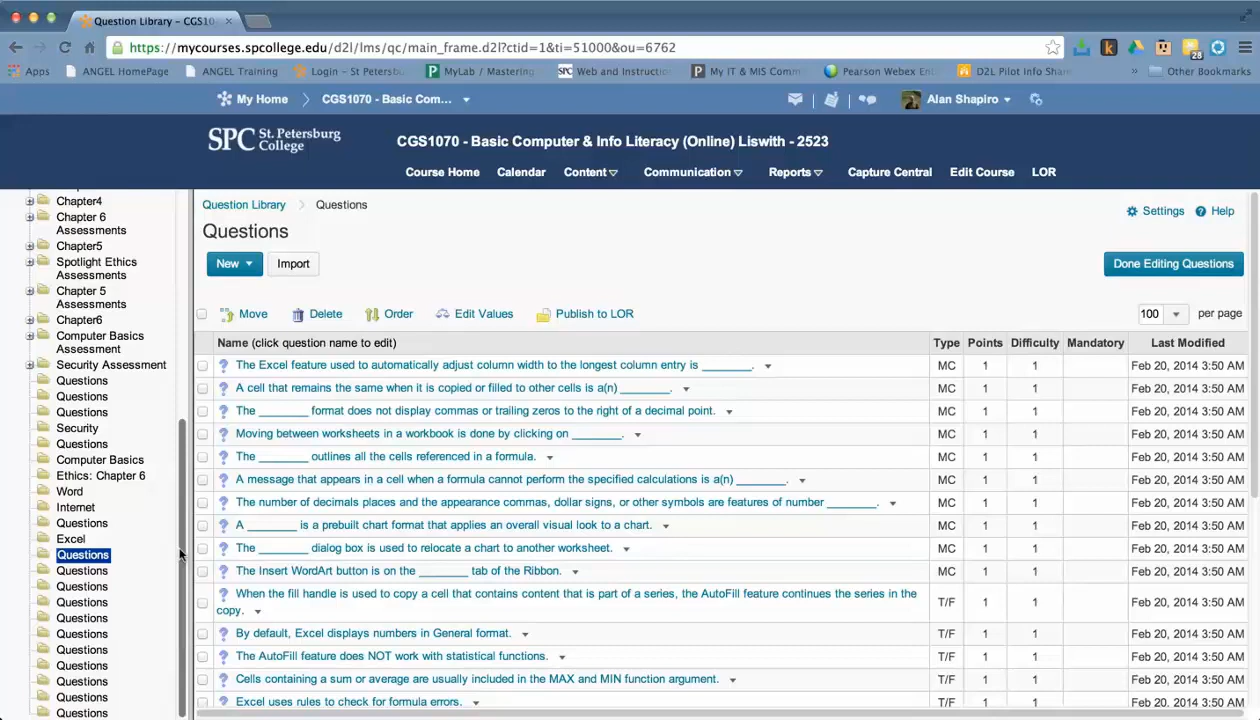 Question Library – CGS10
https://mycourses.spcollege.edu/d2l/lms/qc/main_frame.d2l?ctid=1&ti=51000&ou=6762
Apps ANGEL HomePage ANGEL Training Login – St Petersb MyLab / Mastering SPC Web and Instructio My IT & MIS Comm Pearson Webex Ent D2L Pilot Info Shar » Other Bookmarks
28
My Home CGS1070 - Basic Com... Alan Shapiro
SPC St. Petersburg College
CGS1070 - Basic Computer & Info Literacy (Online) Liswith - 2523
Course Home Calendar Content Communication Reports Capture Central Edit Course LOR
Chapter4
Chapter 6
Assessments
Chapter5
Spotlight Ethics
Assessments
Chapter 5
Assessments
Chapter6
Computer Basics
Assessment
Security Assessment
Questions
Questions
Questions
Security
Questions
Computer Basics
Ethics: Chapter 6
Word
Internet
Questions
Excel
Questions
Questions
Questions
Questions
Questions
Questions
Questions
Questions
Questions
Questions
Questions
Question Library Questions
Settings Help
Questions
New Import Done Editing Questions
Move Delete Order Edit Values Publish to LOR 100 per page
Name (click question name to edit) Type Points Difficulty Mandatory Last Modified
The Excel feature used to automatically adjust column width to the longest column entry is ________. MC 1 1 Feb 20, 2014 3:50 AM
A cell that remains the same when it is copied or filled to other cells is a(n) ________. MC 1 1 Feb 20, 2014 3:50 AM
The ________ format does not display commas or trailing zeros to the right of a decimal point. MC 1 1 Feb 20, 2014 3:50 AM
Moving between worksheets in a workbook is done by clicking on ________. MC 1 1 Feb 20, 2014 3:50 AM
The ________ outlines all the cells referenced in a formula. MC 1 1 Feb 20, 2014 3:50 AM
A message that appears in a cell when a formula cannot perform the specified calculations is a(n) ________. MC 1 1 Feb 20, 2014 3:50 AM
The number of decimals places and the appearance commas, dollar signs, or other symbols are features of number ________. MC 1 1 Feb 20, 2014 3:50 AM
A ________ is a prebuilt chart format that applies an overall visual look to a chart. MC 1 1 Feb 20, 2014 3:50 AM
The ________ dialog box is used to relocate a chart to another worksheet. MC 1 1 Feb 20, 2014 3:50 AM
The Insert WordArt button is on the ________ tab of the Ribbon. MC 1 1 Feb 20, 2014 3:50 AM
When the fill handle is used to copy a cell that contains content that is part of a series, the AutoFill feature continues the series in the
copy. T/F 1 1 Feb 20, 2014 3:50 AM
By default, Excel displays numbers in General format. T/F 1 1 Feb 20, 2014 3:50 AM
The AutoFill feature does NOT work with statistical functions. T/F 1 1 Feb 20, 2014 3:50 AM
Cells containing a sum or average are usually included in the MAX and MIN function argument. T/F 1 1 Feb 20, 2014 3:50 AM
Excel uses rules to check for formula errors. T/F 1 1 Feb 20, 2014 3:50 AM